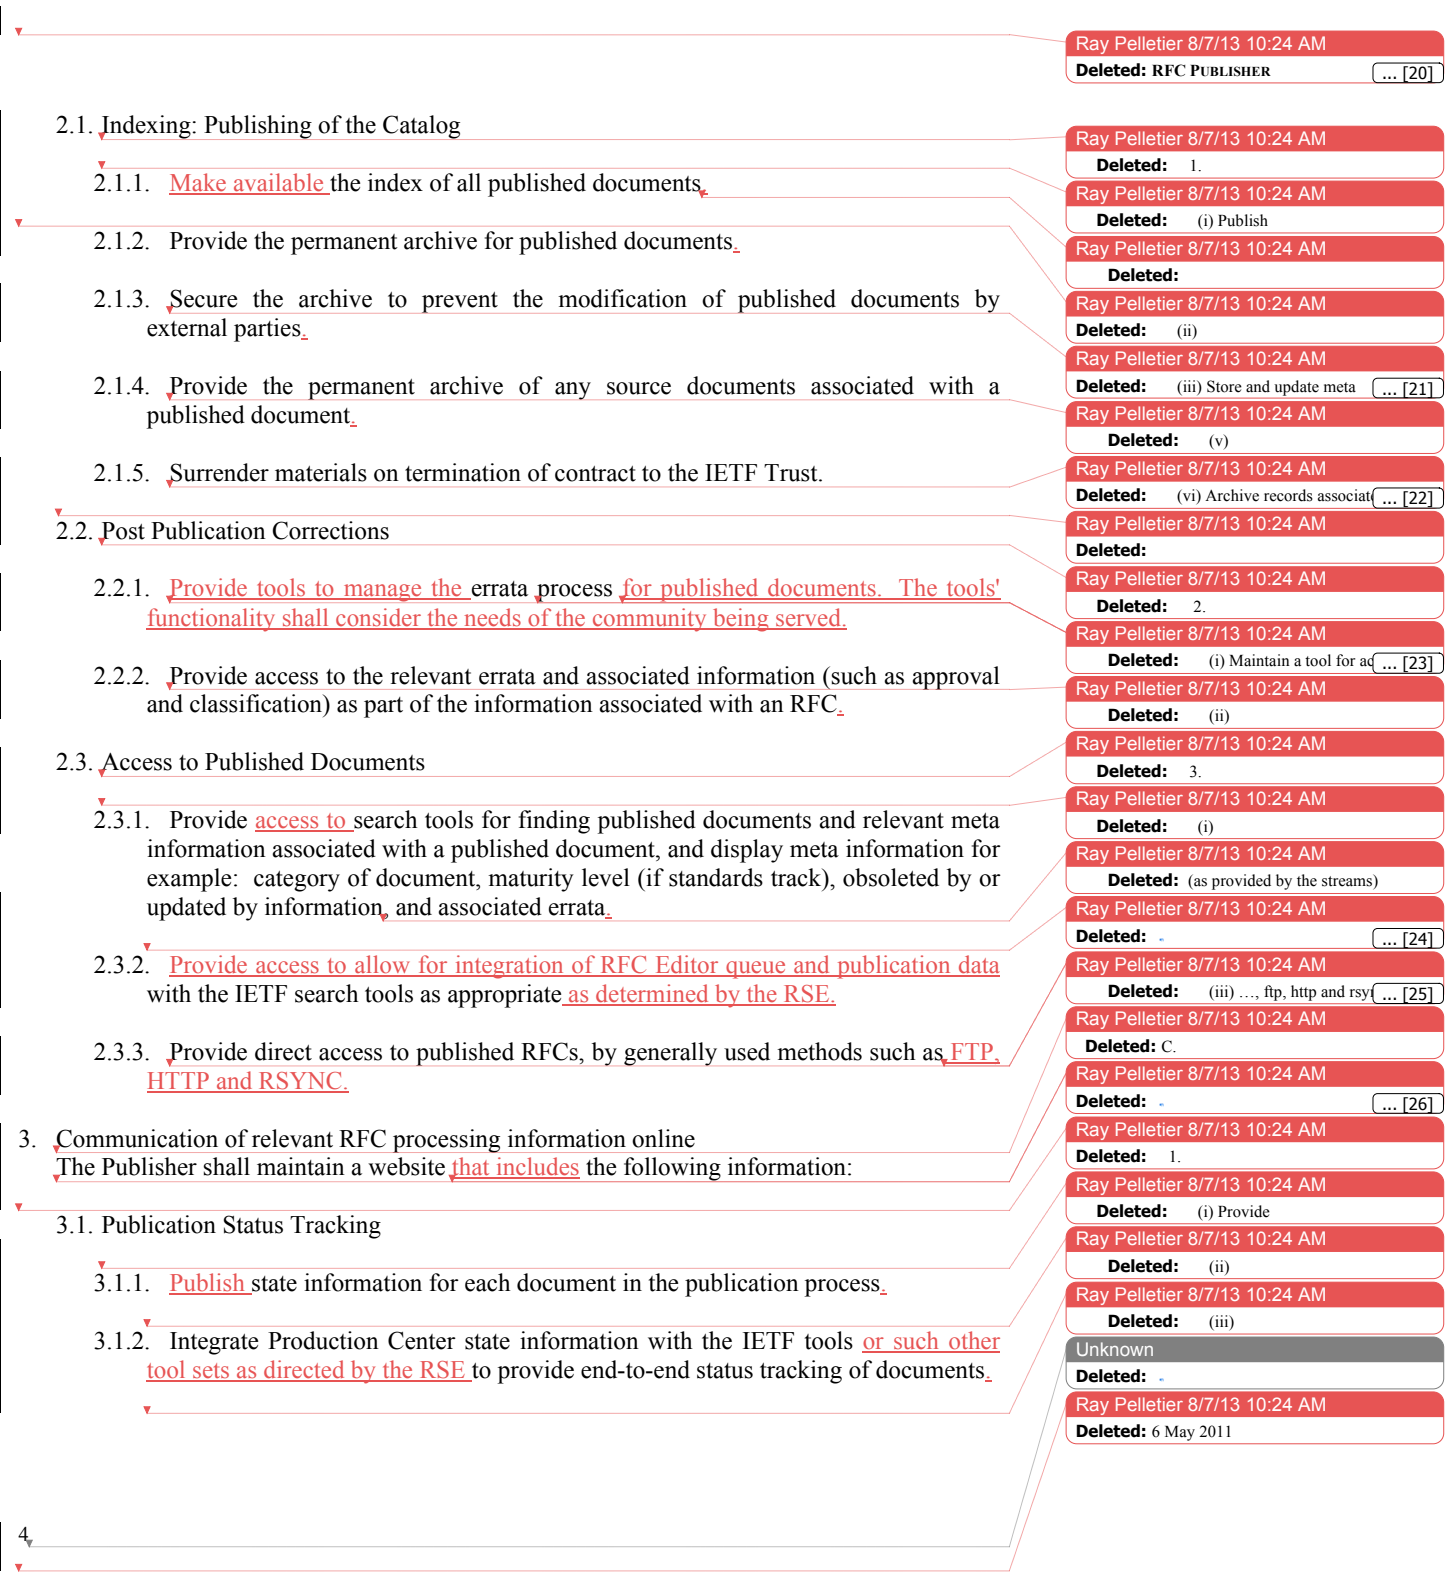 2.1. Indexing: Publishing of the Catalog
2.1.1. Make available the index of all published documents.
2.1.2. Provide the permanent archive for published documents.
2.1.3. Secure the archive to prevent the modification of published documents by
external parties.
2.1.4. Provide the permanent archive of any source documents associated with a
published document.
2.1.5. Surrender materials on termination of contract to the IETF Trust.
2.2. Post Publication Corrections
2.2.1. Provide tools to manage the errata process for published documents. The tools'
functionality shall consider the needs of the community being served.
2.2.2. Provide access to the relevant errata and associated information (such as approval
and classification) as part of the information associated with an RFC.
2.3. Access to Published Documents
2.3.1. Provide access to search tools for finding published documents and relevant meta
information associated with a published document, and display meta information for
example: category of document, maturity level (if standards track), obsoleted by or
updated by information, and associated errata.
2.3.2. Provide access to allow for integration of RFC Editor queue and publication data
with the IETF search tools as appropriate as determined by the RSE.
2.3.3. Provide direct access to published RFCs, by generally used methods such as FTP,
HTTP and RSYNC.
3. Communication of relevant RFC processing information online
The Publisher shall maintain a website that includes the following information:
3.1. Publication Status Tracking
3.1.1. Publish state information for each document in the publication process.
3.1.2. Integrate Production Center state information with the IETF tools or such other
tool sets as directed by the RSE to provide end-to-end status tracking of documents.
4
Ray Pelletier 8/7/13 10:24 AM
Deleted: RFC PUBLISHER ... [20]
Ray Pelletier 8/7/13 10:24 AM
Deleted: 1.
Ray Pelletier 8/7/13 10:24 AM
Deleted: (i) Publish
Ray Pelletier 8/7/13 10:24 AM
Deleted:
Ray Pelletier 8/7/13 10:24 AM
Deleted: (ii)
Ray Pelletier 8/7/13 10:24 AM
Deleted: (iii) Store and update meta ... [21]
Ray Pelletier 8/7/13 10:24 AM
Deleted: (v)
Ray Pelletier 8/7/13 10:24 AM
Deleted: (vi) Archive records associat ... [22]
Ray Pelletier 8/7/13 10:24 AM
Deleted:
Ray Pelletier 8/7/13 10:24 AM
Deleted: 2.
Ray Pelletier 8/7/13 10:24 AM
Deleted: (i) Maintain a tool for ac ... [23]
Ray Pelletier 8/7/13 10:24 AM
Deleted: (ii)
Ray Pelletier 8/7/13 10:24 AM
Deleted: 3.
Ray Pelletier 8/7/13 10:24 AM
Deleted: (i)
Ray Pelletier 8/7/13 10:24 AM
Deleted: (as provided by the streams)
Ray Pelletier 8/7/13 10:24 AM
Deleted: ... [24]
Ray Pelletier 8/7/13 10:24 AM
Deleted: (iii) …, ftp, http and rsy ... [25]
Ray Pelletier 8/7/13 10:24 AM
Deleted: C.
Ray Pelletier 8/7/13 10:24 AM
Deleted: ... [26]
Ray Pelletier 8/7/13 10:24 AM
Deleted: 1.
Ray Pelletier 8/7/13 10:24 AM
Deleted: (i) Provide
Ray Pelletier 8/7/13 10:24 AM
Deleted: (ii)
Ray Pelletier 8/7/13 10:24 AM
Deleted: (iii)
Unknown
Deleted:
Ray Pelletier 8/7/13 10:24 AM
Deleted: 6 May 2011